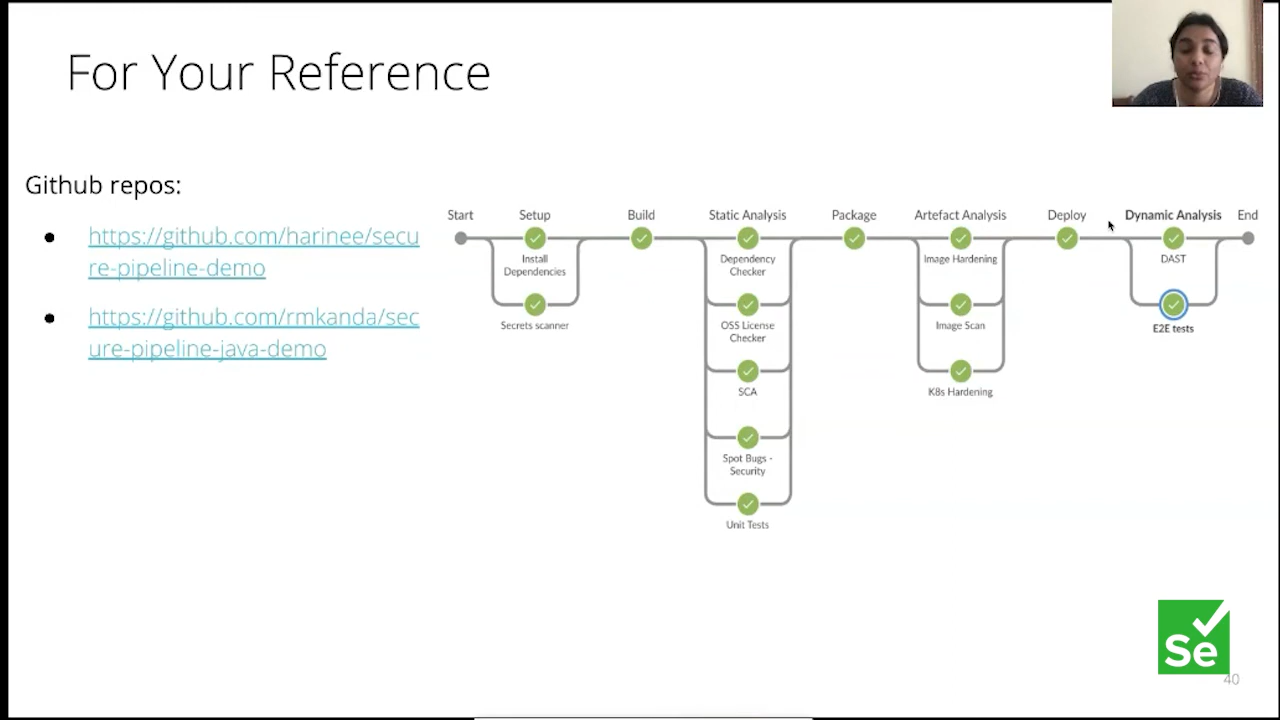 For Your Reference
Github repos:
https://github.com/harinee/secu
re-pipeline-demo
https://github.com/rmkanda/sec
ure-pipeline-java-demo
Start
Setup
Build
Static Analysis
Package
Artefact Analysis
Deploy
Dynamic Analysis
End
Install
Dependencies
Secrets scanner
Dependency
Checker
OSS License
Checker
SCA
Spot Bugs -
Security
Unit Tests
Image Hardening
Image Scan
K8s Hardening
DAST
E2E tests
Se
40